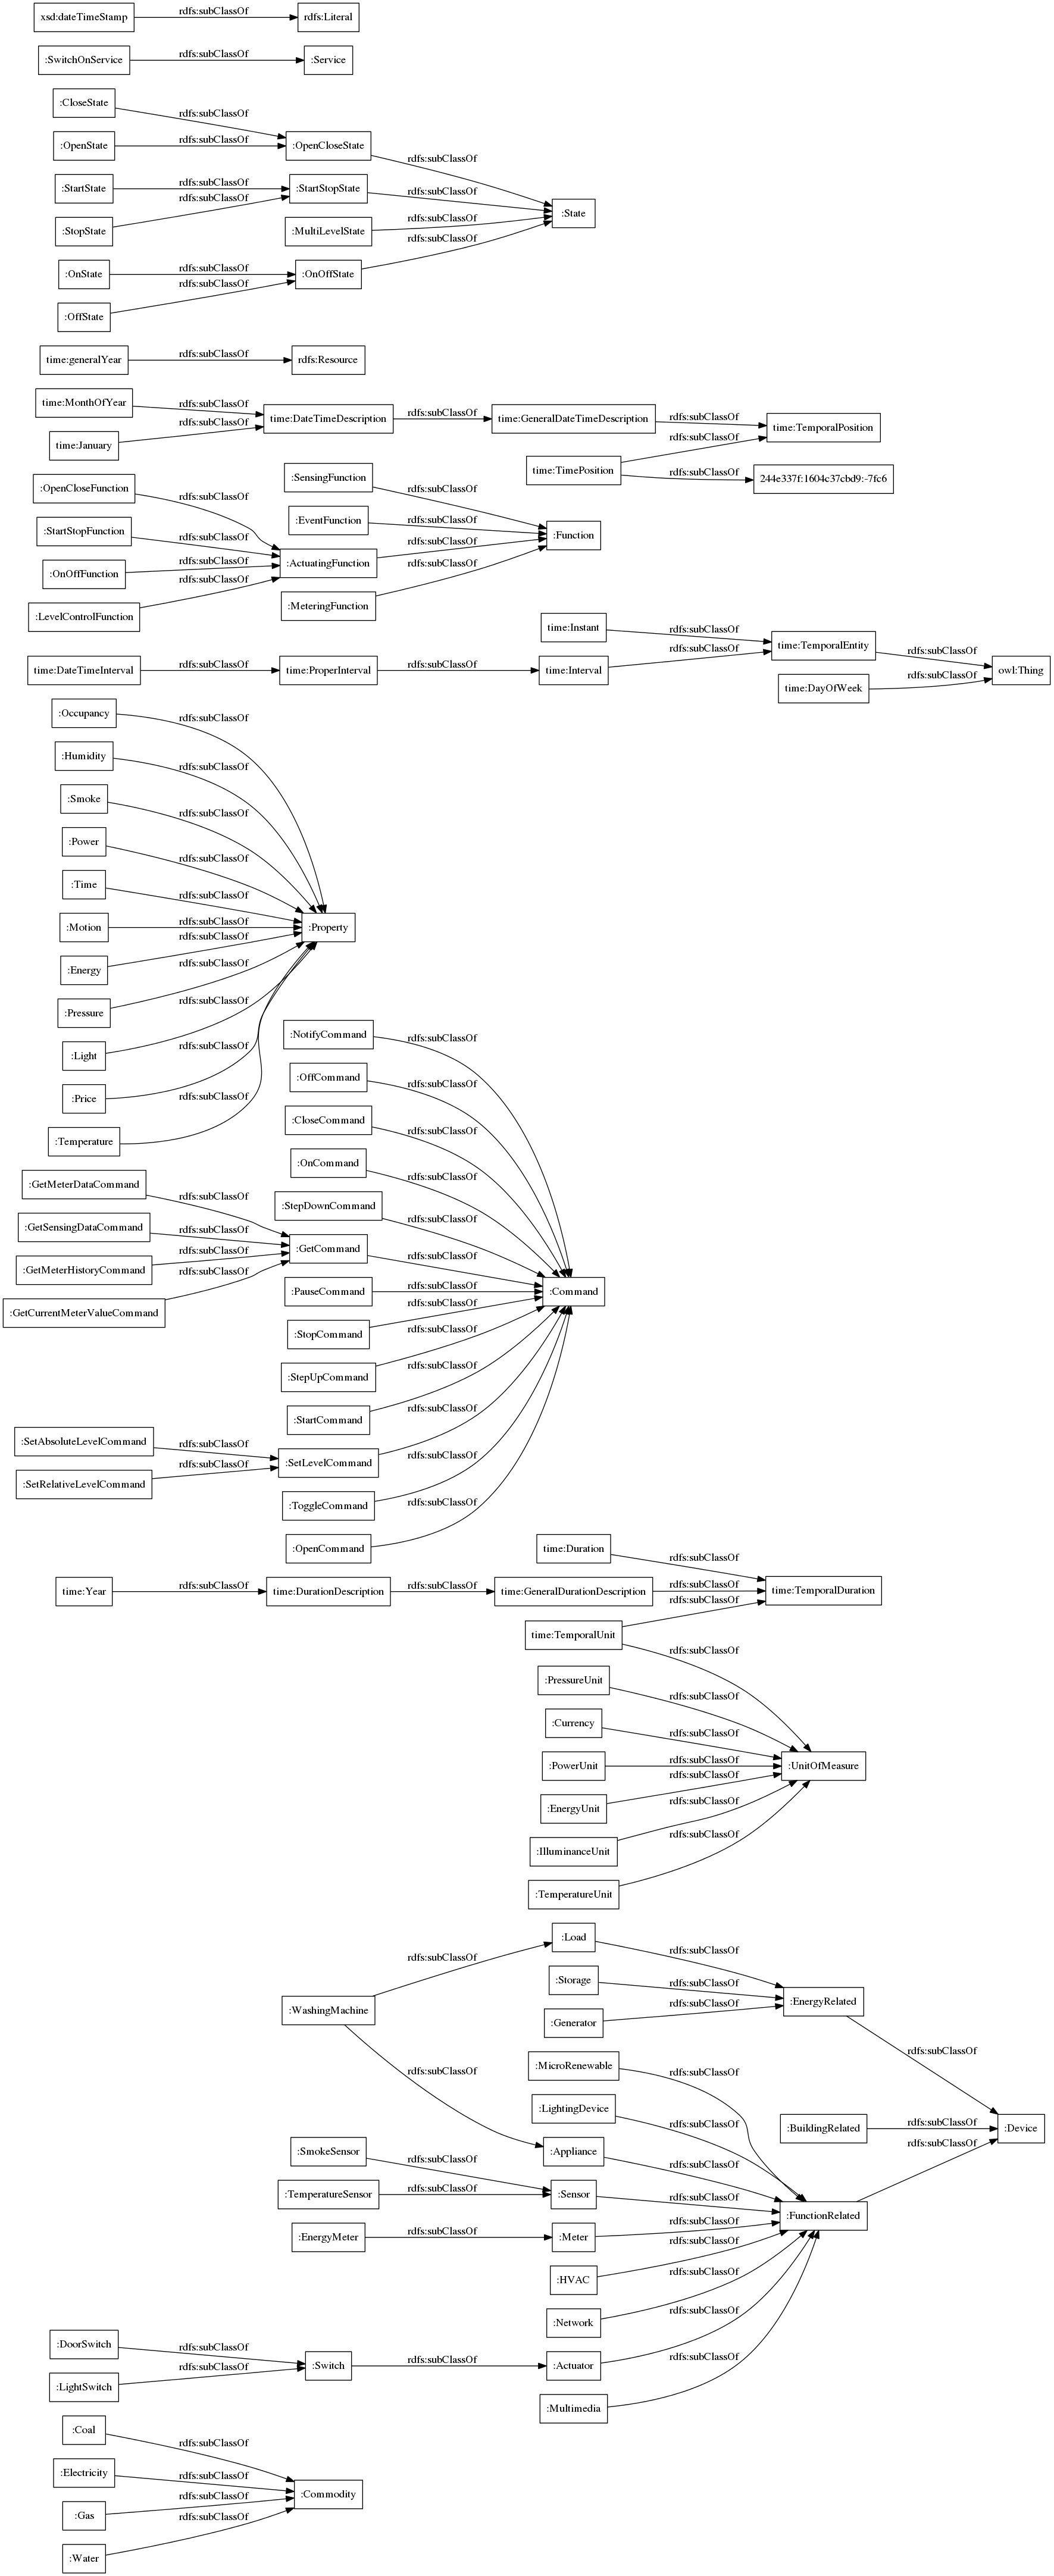 xsd:dateTimeStamp
rdfs:subClassOf
rdfs:Literal
:SwitchOnService
rdfs:subClassOf
:Service
:CloseState
rdfs:subClassOf
:OpenState
rdfs:subClassOf
:OpenCloseState
rdfs:subClassOf
:StartState
rdfs:subClassOf
:StartStopState
rdfs:subClassOf
:StopState
rdfs:subClassOf
:MultiLevelState
rdfs:subClassOf
:State
:OnState
rdfs:subClassOf
:OnOffState
rdfs:subClassOf
:OffState
rdfs:subClassOf
time:generalYear
rdfs:subClassOf
rdfs:Resource
time:MonthOfYear
rdfs:subClassOf
time:January
rdfs:subClassOf
time:DateTimeDescription
rdfs:subClassOf
time:GeneralDateTimeDescription
rdfs:subClassOf
time:TemporalPosition
time:TimePosition
rdfs:subClassOf
rdfs:subClassOf
244e337f:1604c37cbd9:-7fc6
:OpenCloseFunction
rdfs:subClassOf
:StartStopFunction
rdfs:subClassOf
:OnOffFunction
rdfs:subClassOf
:LevelControlFunction
rdfs:subClassOf
:SensingFunction
rdfs:subClassOf
:EventFunction
rdfs:subClassOf
:ActuatingFunction
rdfs:subClassOf
:MeteringFunction
rdfs:subClassOf
:Function
time:DateTimeInterval
rdfs:subClassOf
time:ProperInterval
rdfs:subClassOf
time:Instant
rdfs:subClassOf
time:Interval
rdfs:subClassOf
time:TemporalEntity
rdfs:subClassOf
time:DayOfWeek
rdfs:subClassOf
owl:Thing
:Occupancy
rdfs:subClassOf
:Humidity
rdfs:subClassOf
:Smoke
rdfs:subClassOf
:Power
rdfs:subClassOf
:Time
rdfs:subClassOf
:Motion
rdfs:subClassOf
:Property
:Energy
rdfs:subClassOf
:Pressure
rdfs:subClassOf
:Light
rdfs:subClassOf
:Price
rdfs:subClassOf
:Temperature
rdfs:subClassOf
:GetMeterDataCommand
rdfs:subClassOf
:GetSensingDataCommand
rdfs:subClassOf
:GetMeterHistoryCommand
rdfs:subClassOf
:GetCurrentMeterValueCommand
rdfs:subClassOf
:NotifyCommand
rdfs:subClassOf
:OffCommand
rdfs:subClassOf
:CloseCommand
rdfs:subClassOf
:OnCommand
rdfs:subClassOf
:StepDownCommand
rdfs:subClassOf
:GetCommand
rdfs:subClassOf
:PauseCommand
rdfs:subClassOf
:Command
:StopCommand
rdfs:subClassOf
:StepUpCommand
rdfs:subClassOf
:StartCommand
rdfs:subClassOf
:SetAbsoluteLevelCommand
rdfs:subClassOf
:SetRelativeLevelCommand
rdfs:subClassOf
:SetLevelCommand
rdfs:subClassOf
:ToggleCommand
rdfs:subClassOf
:OpenCommand
rdfs:subClassOf
time:Year
rdfs:subClassOf
time:DurationDescription
rdfs:subClassOf
time:Duration
rdfs:subClassOf
time:GeneralDurationDescription
rdfs:subClassOf
time:TemporalDuration
time:TemporalUnit
rdfs:subClassOf
rdfs:subClassOf
:PressureUnit
rdfs:subClassOf
:Currency
rdfs:subClassOf
:PowerUnit
rdfs:subClassOf
:UnitOfMeasure
:EnergyUnit
rdfs:subClassOf
:IlluminanceUnit
rdfs:subClassOf
:TemperatureUnit
rdfs:subClassOf
:WashingMachine
rdfs:subClassOf
rdfs:subClassOf
:Load
rdfs:subClassOf
:Storage
rdfs:subClassOf
:Generator
rdfs:subClassOf
:EnergyRelated
rdfs:subClassOf
:MicroRenewable
rdfs:subClassOf
:LightingDevice
rdfs:subClassOf
:BuildingRelated
rdfs:subClassOf
:Device
:Appliance
rdfs:subClassOf
:SmokeSensor
rdfs:subClassOf
:TemperatureSensor
rdfs:subClassOf
:Sensor
rdfs:subClassOf
:FunctionRelated
rdfs:subClassOf
:EnergyMeter
rdfs:subClassOf
:Meter
rdfs:subClassOf
:HVAC
rdfs:subClassOf
:Network
rdfs:subClassOf
:DoorSwitch
rdfs:subClassOf
:LightSwitch
rdfs:subClassOf
:Switch
rdfs:subClassOf
:Actuator
rdfs:subClassOf
:Multimedia
rdfs:subClassOf
:Coal
rdfs:subClassOf
:Electricity
rdfs:subClassOf
:Commodity
:Gas
rdfs:subClassOf
:Water
rdfs:subClassOf